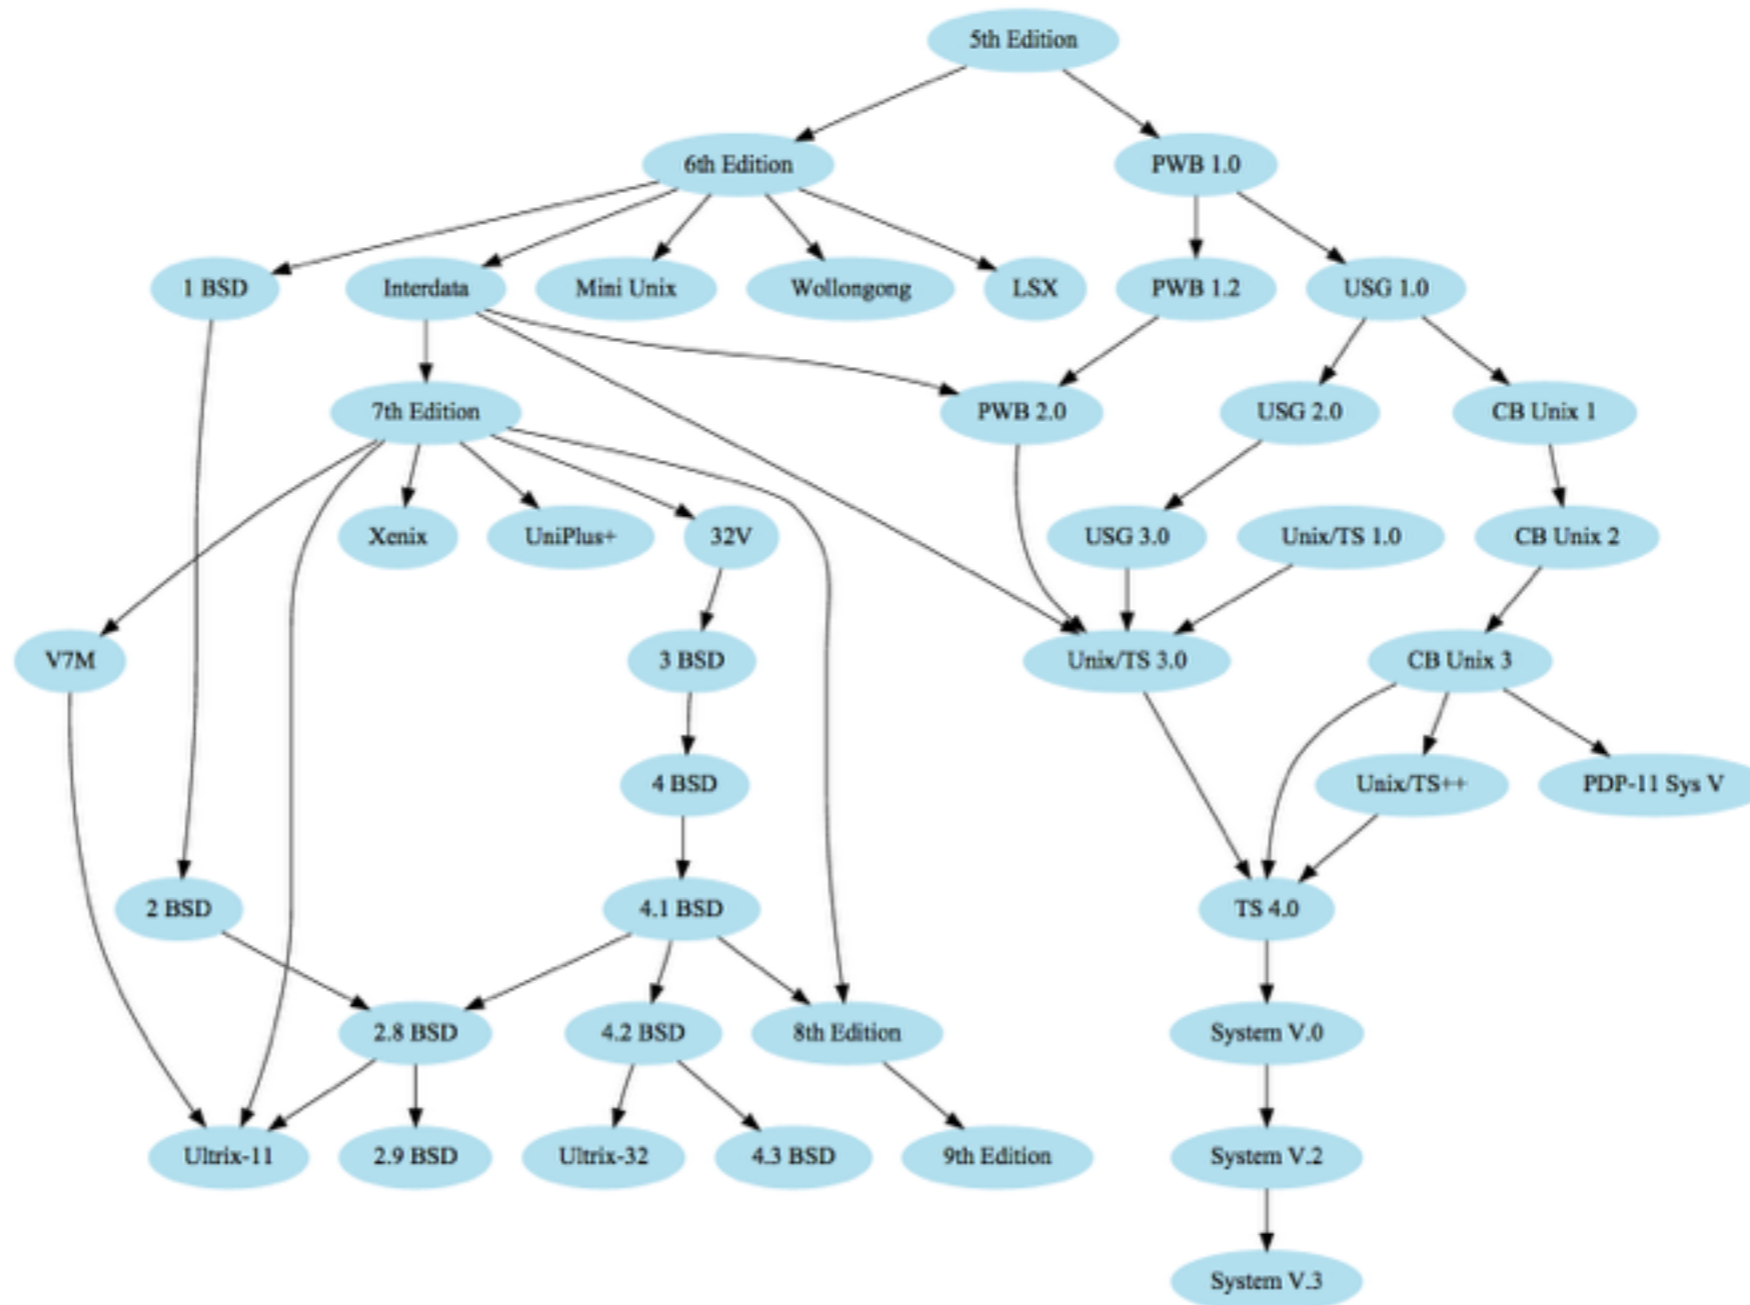 5th Edition
6th Edition
PWB 1.0
1 BSD
Interdata
Mini Unix
Wollongong
LSX
PWB 1.2
USG 1.0
7th Edition
PWB 2.0
USG 2.0
CB Unix 1
Xenix
UniPlus+
32V
USG 3.0
Unix/TS 1.0
CB Unix 2
V7M
3 BSD
Unix/TS 3.0
CB Unix 3
4 BSD
Unix/TS++
PDP-11 Sys V
2 BSD
4.1 BSD
TS 4.0
2.8 BSD
4.2 BSD
8th Edition
System V.0
Ultrix-11
2.9 BSD
Ultrix-32
4.3 BSD
9th Edition
System V.2
System V.3